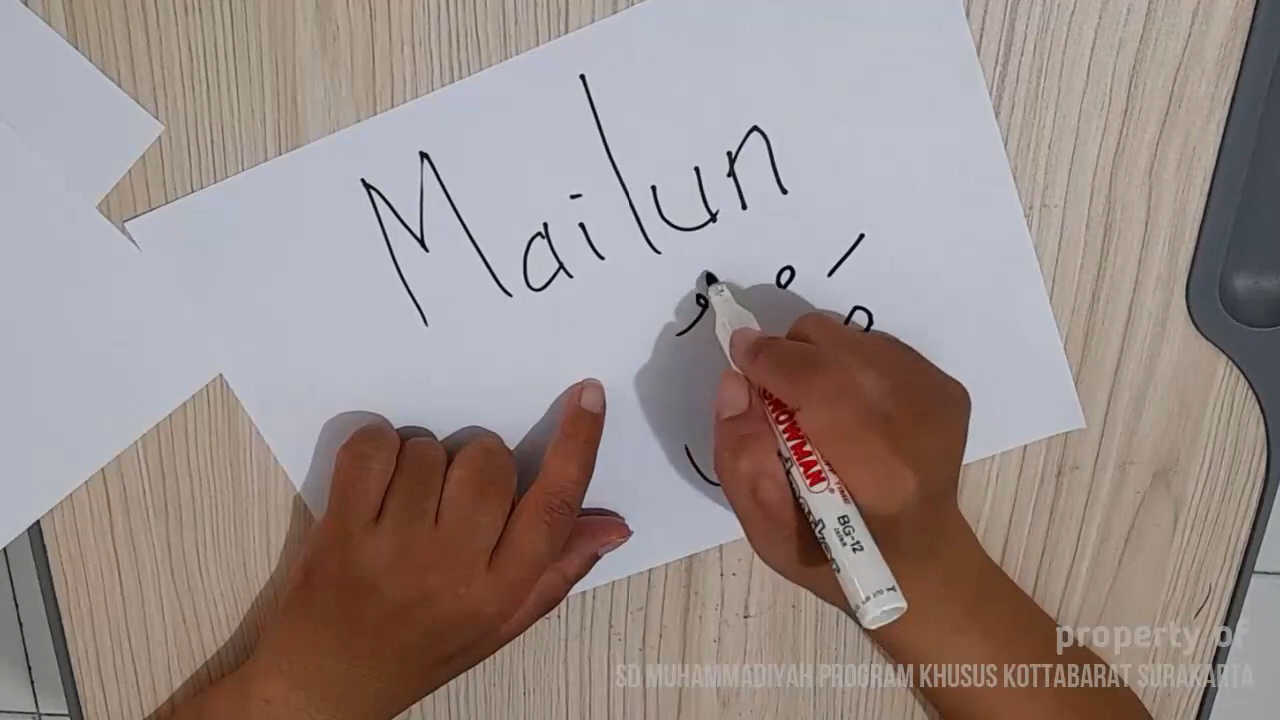 Mailun
SNOWMAN
BG-12
property of
SD MUHAMMADIYAH PROGRAM KHUSUS KOTTABARAT SURAKARTA